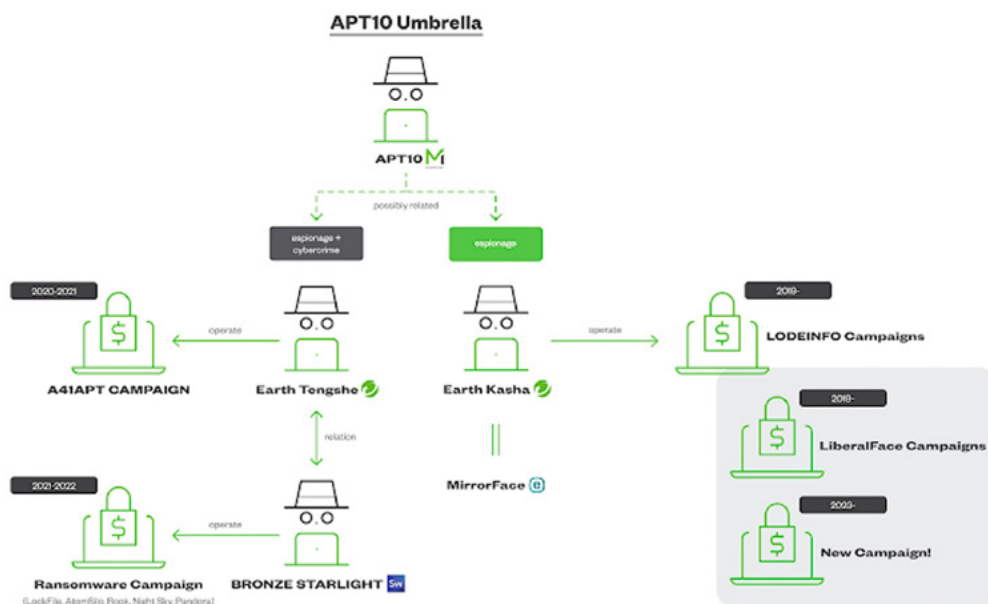 APT10 Umbrella
APT10
possibly related
espionage +
cybercrime
espionage
2020-2021
operate
A41APT CAMPAIGN
Earth Tengshe
Earth Kasha
operate
2019-
LODEINFO Campaigns
relation
MirrorFace
2019-
LiberalFace Campaigns
2021-2022
operate
Ransomware Campaign
(LockFile, AtomSilo, Rook, Night Sky, Pandora)
BRONZE STARLIGHT
Sw
2023-
New Campaign!